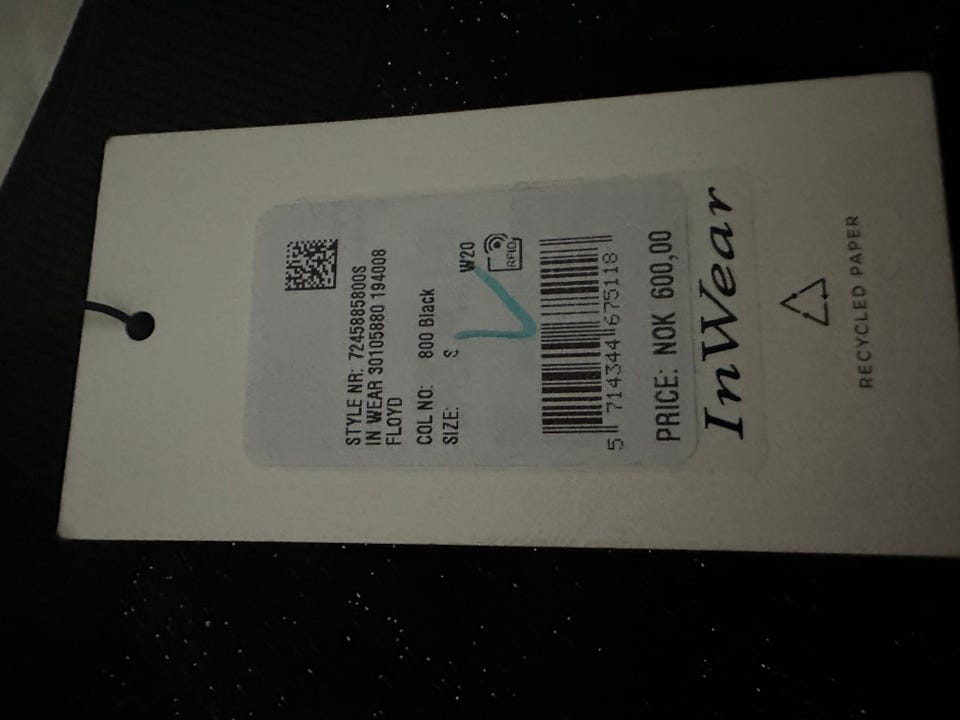 STYLE NR: 7245885800S
IN WEAR 30105880 194008
FLOYD
COL NO: 800 Black
SIZE: S
W20
RFID
5 714344 675118
PRICE: NOK 600,00
InWear
RECYCLED PAPER